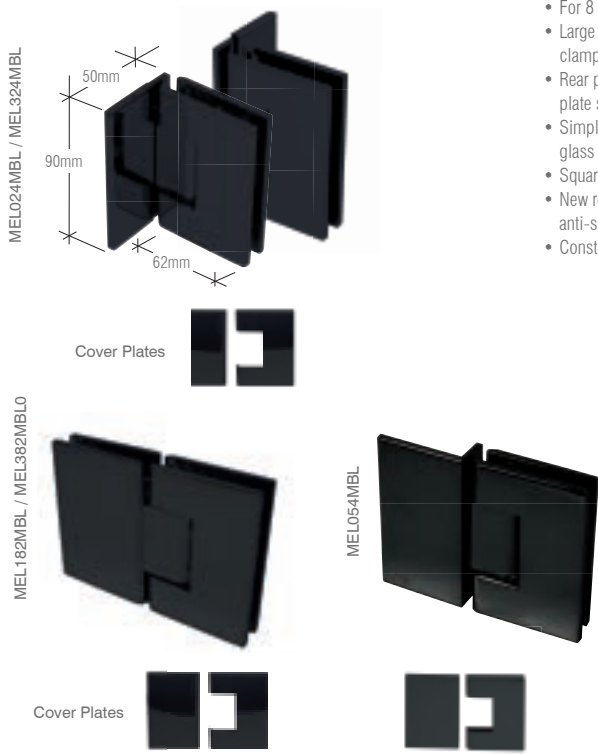 MEL024MBL / MEL324MBL
50mm
90mm
62mm
Cover Plates
MEL182MBL / MEL382MBL0
MEL054MBL
Cover Plates
• For 8
• Large
clamp
• Rear p
plate s
• Simpl
glass
• Squar
• New r
anti-s
• Const